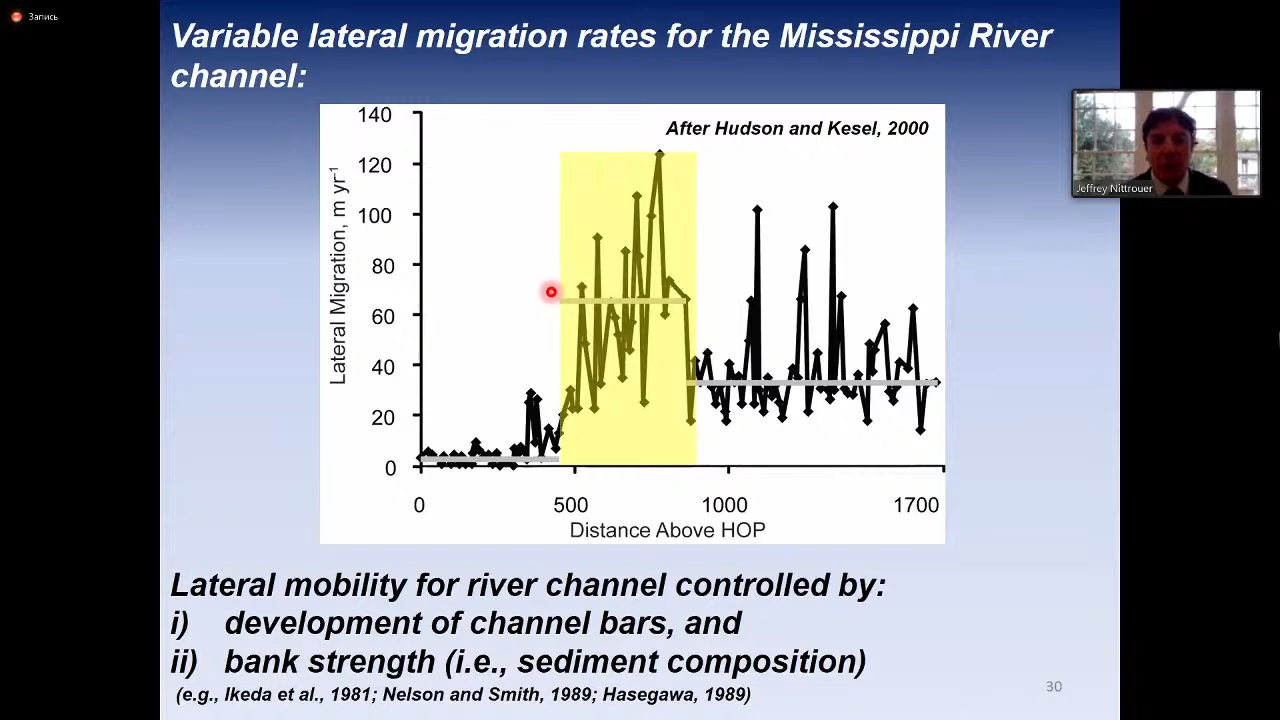 Запись
Variable lateral migration rates for the Mississippi River
channel:
After Hudson and Kesel, 2000
Lateral Migration, m yr⁻¹
140
120
100
80
60
40
20
0
0 500 1000 1700
Distance Above HOP
Jeffrey Nittrouer
Lateral mobility for river channel controlled by:
i) development of channel bars, and
ii) bank strength (i.e., sediment composition)
(e.g., Ikeda et al., 1981; Nelson and Smith, 1989; Hasegawa, 1989)
30